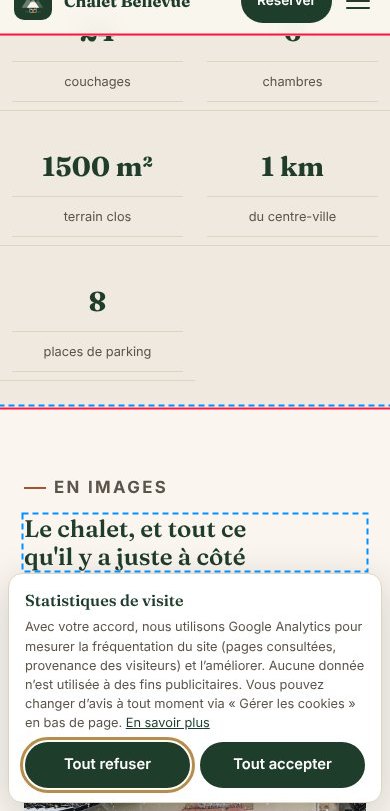 Chalet Bellevue
Réserver
couchages
chambres
1500 m²
1 km
terrain clos
du centre-ville
8
places de parking
EN IMAGES
Le chalet, et tout ce
qu'il y a juste à côté
Statistiques de visite
Avec votre accord, nous utilisons Google Analytics pour
mesurer la fréquentation du site (pages consultées,
provenance des visiteurs) et l’améliorer. Aucune donnée
n’est utilisée à des fins publicitaires. Vous pouvez
changer d’avis à tout moment via « Gérer les cookies »
en bas de page. En savoir plus
Tout refuser
Tout accepter